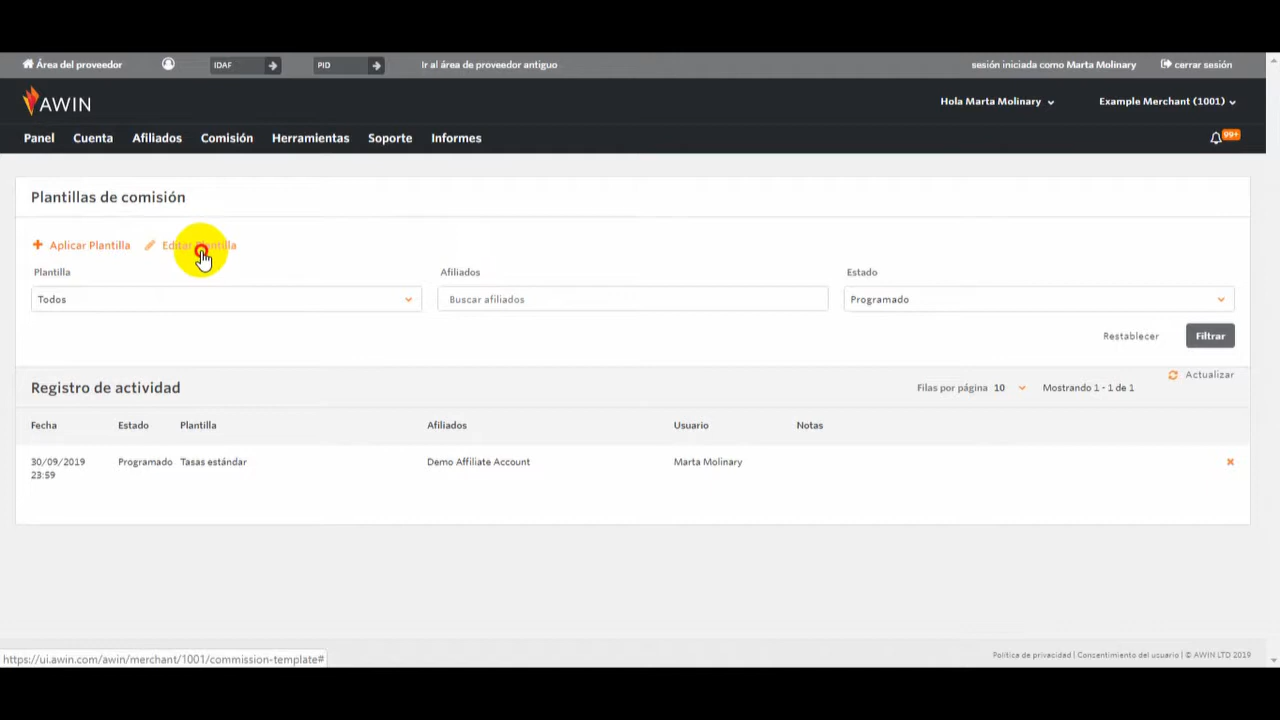 Área del proveedor IDAF PID Ir al área de proveedor antiguo sesión iniciada como Marta Molinary cerrar sesión
AWIN Hola Marta Molinary Example Merchant (1001)
Panel Cuenta Afiliados Comisión Herramientas Soporte Informes 99+
Plantillas de comisión
Aplicar Plantilla Editar Plantilla
Plantilla Afiliados Estado
Todos Buscar afiliados Programado
Restablecer Filtrar
Actualizar
Registro de actividad Filas por página 10 Mostrando 1 - 1 de 1
Fecha Estado Plantilla Afiliados Usuario Notas
30/09/2019 Programado Tasas estándar Demo Affiliate Account Marta Molinary
23:59
https://ui.awin.com/awin/merchant/1001/commission-template#
Política de privacidad | Consentimiento del usuario | © AWIN LTD 2019